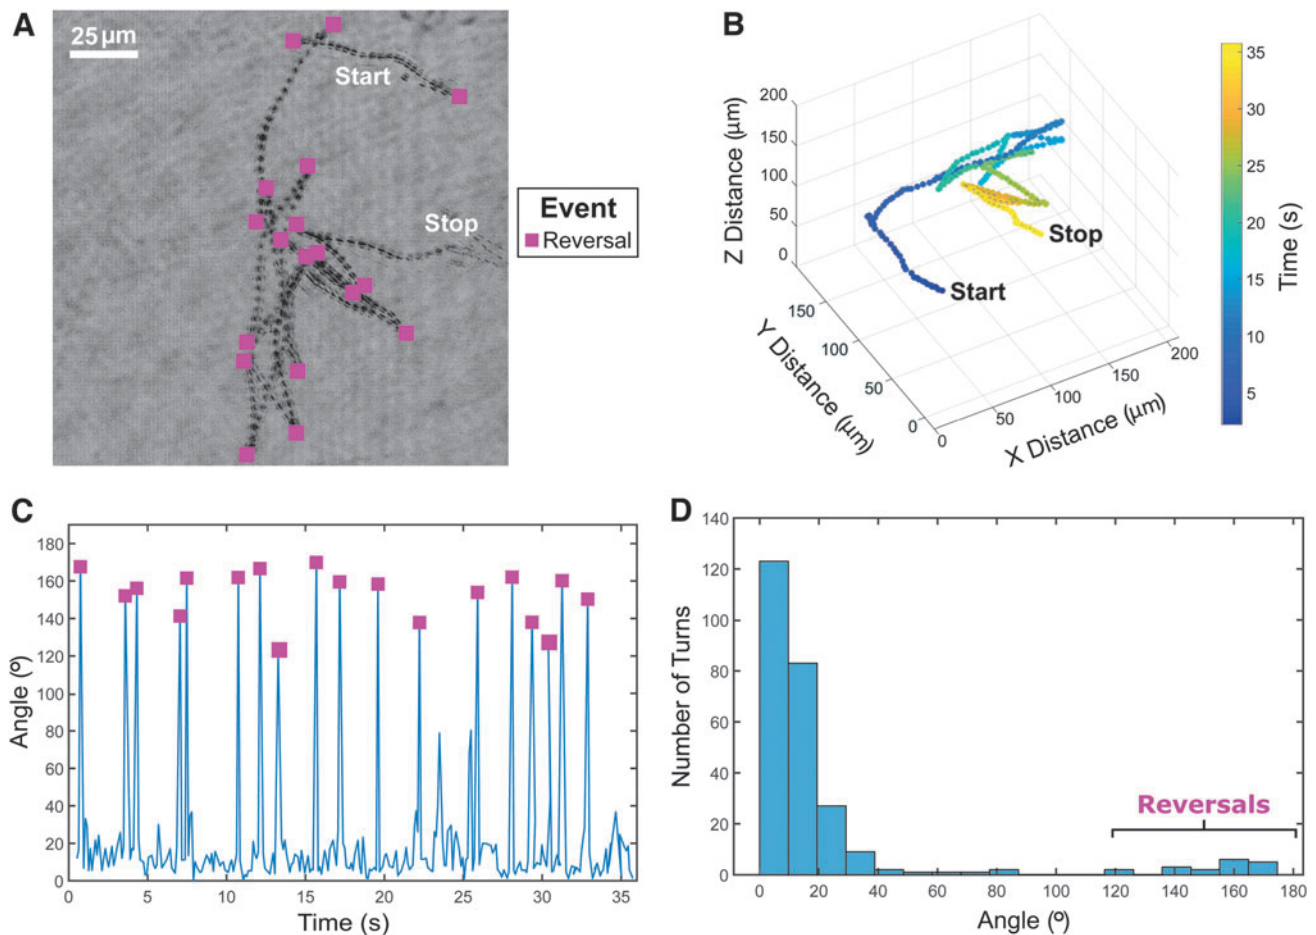 A
25 µm
Start
Stop
Event
Reversal
B
Z Distance (µm)
200
150
100
50
0
Y Distance (µm)
150
100
50
0
X Distance (µm)
0
50
100
150
200
Start
Stop
Time (s)
35
30
25
20
15
10
5
C
Angle (º)
180
160
140
120
100
80
60
40
20
0
0 5 10 15 20 25 30 35
Time (s)
D
Number of Turns
140
120
100
80
60
40
20
0
Reversals
0 20 40 60 80 100 120 140 160 180
Angle (º)